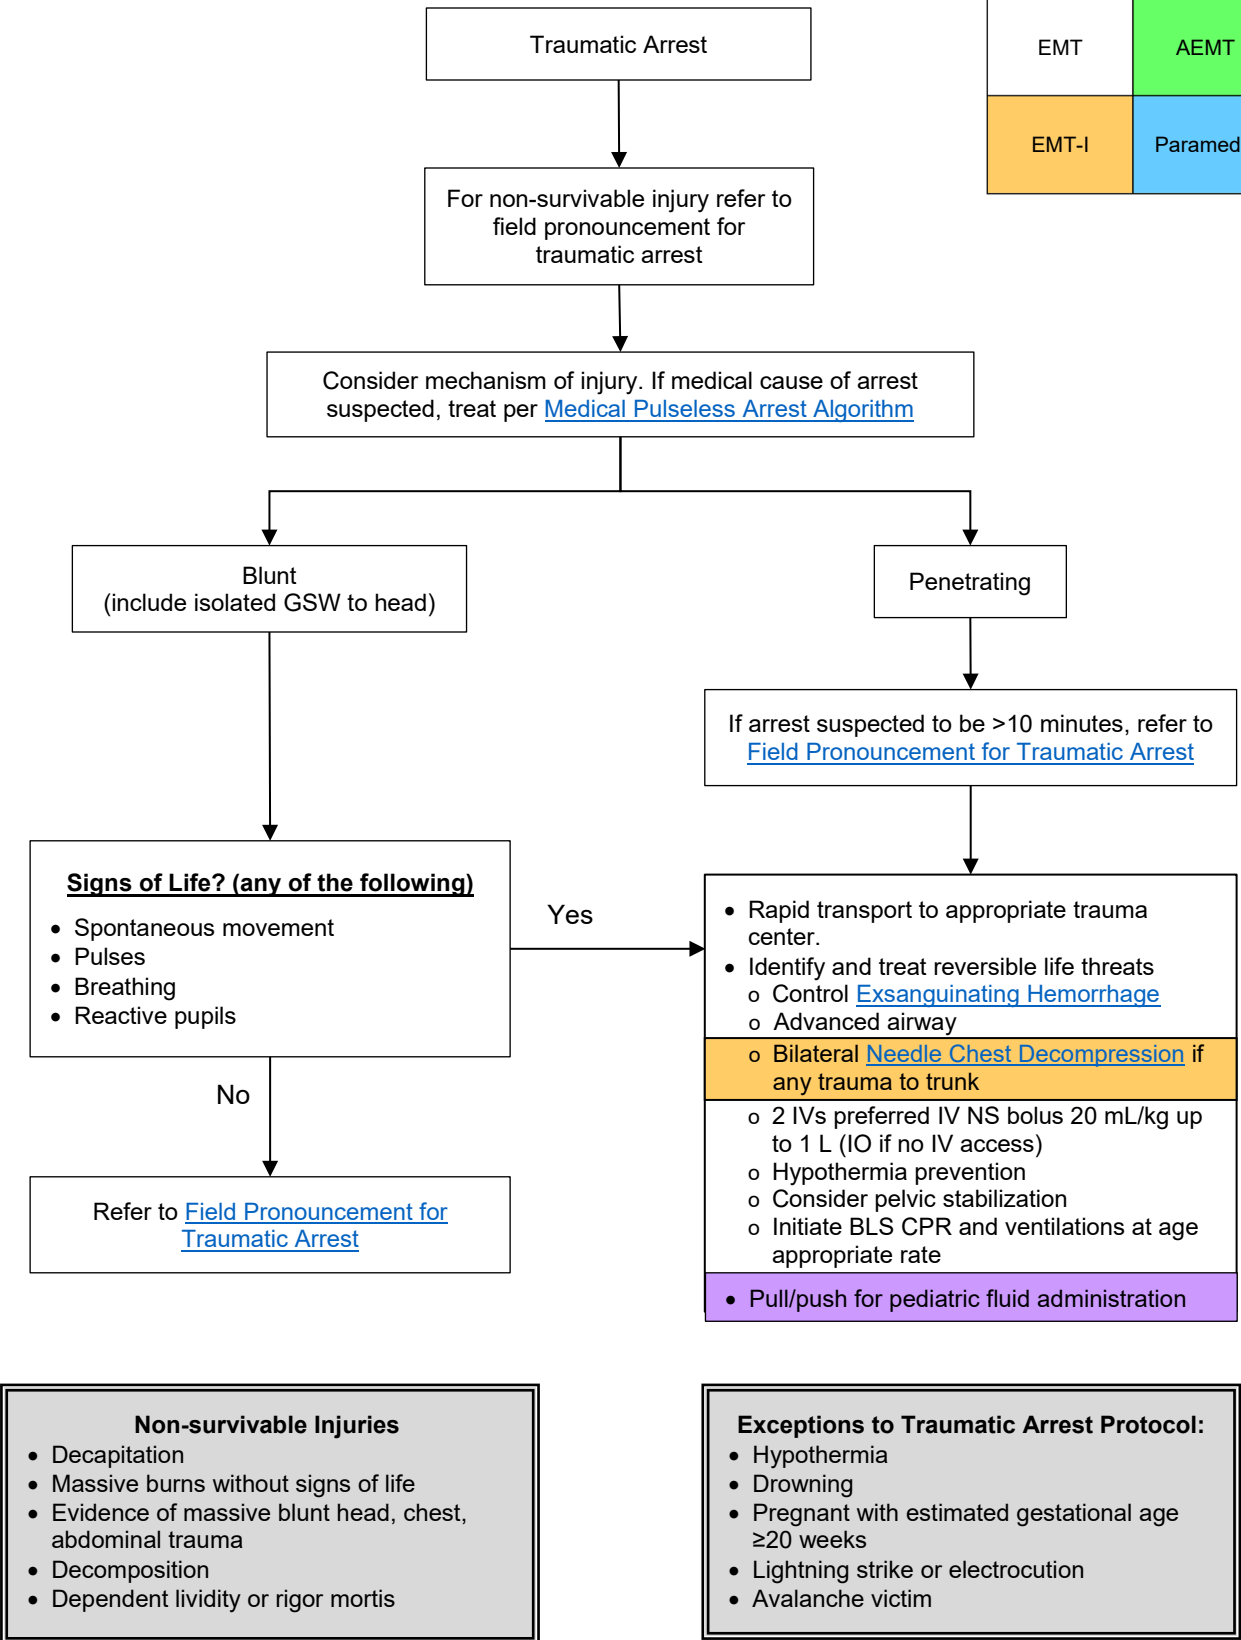 Traumatic Arrest
EMT
AEMT
EMT-I
Paramed
For non-survivable injury refer to
field pronouncement for
traumatic arrest
Consider mechanism of injury. If medical cause of arrest
suspected, treat per Medical Pulseless Arrest Algorithm
Blunt
(include isolated GSW to head)
Penetrating
If arrest suspected to be >10 minutes, refer to
Field Pronouncement for Traumatic Arrest
Signs of Life? (any of the following)
• Spontaneous movement
• Pulses
• Breathing
• Reactive pupils
Yes
No
Refer to Field Pronouncement for
Traumatic Arrest
• Rapid transport to appropriate trauma
center.
• Identify and treat reversible life threats
o Control Exsanguinating Hemorrhage
o Advanced airway
o Bilateral Needle Chest Decompression if
any trauma to trunk
o 2 IVs preferred IV NS bolus 20 mL/kg up
to 1 L (IO if no IV access)
o Hypothermia prevention
o Consider pelvic stabilization
o Initiate BLS CPR and ventilations at age
appropriate rate
• Pull/push for pediatric fluid administration
Non-survivable Injuries
• Decapitation
• Massive burns without signs of life
• Evidence of massive blunt head, chest,
abdominal trauma
• Decomposition
• Dependent lividity or rigor mortis
Exceptions to Traumatic Arrest Protocol:
• Hypothermia
• Drowning
• Pregnant with estimated gestational age
≥20 weeks
• Lightning strike or electrocution
• Avalanche victim